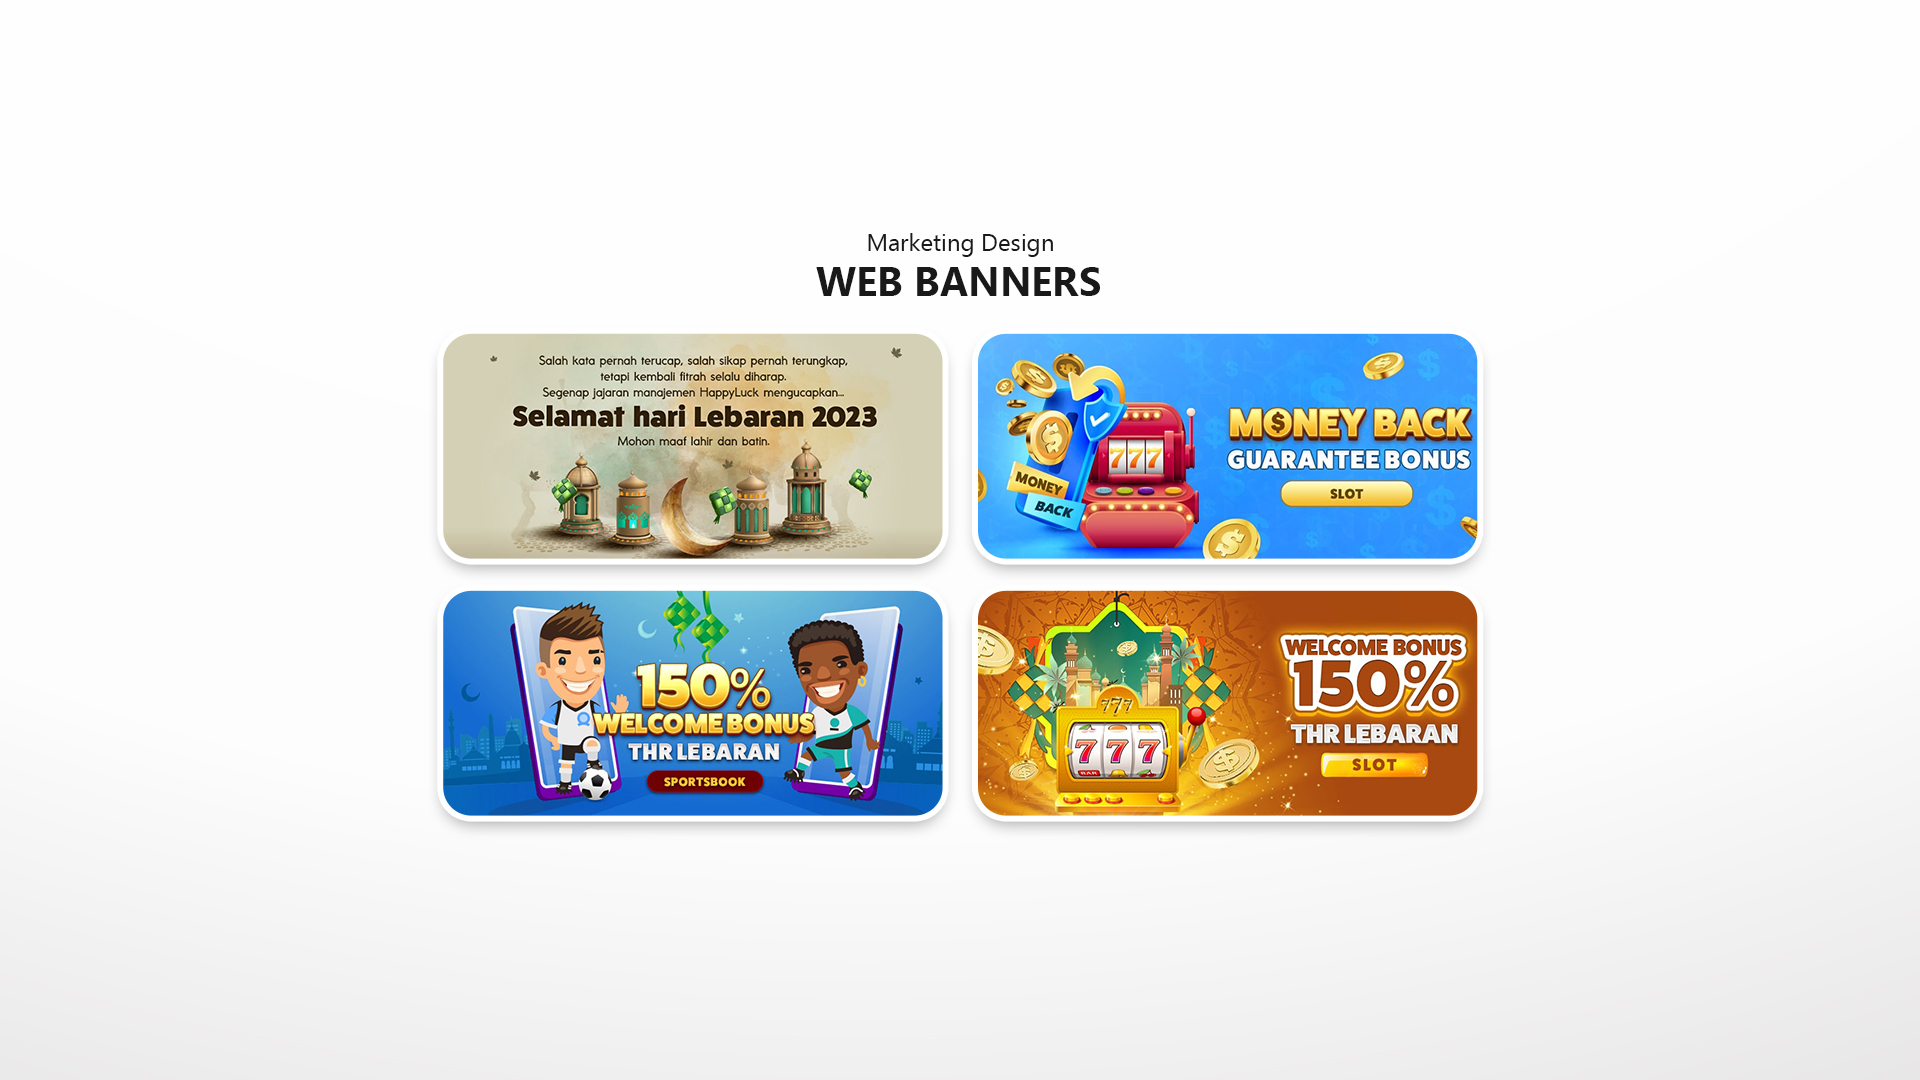 Marketing Design
WEB BANNERS
Salah kata pernah terucap, salah sikap pernah terungkap,
tetapi kembali fitrah selalu diharap.
Segenap jajaran manajemen HappyLuck mengucapkan...
Selamat hari Lebaran 2023
Mohon maaf lahir dan batin.
MONEY BACK
GUARANTEE BONUS
SLOT
777
MONEY
BACK
150%
WELCOME BONUS
THR LEBARAN
SPORTSBOOK
WELCOME BONUS
150%
THR LEBARAN
SLOT
777
777
BAR